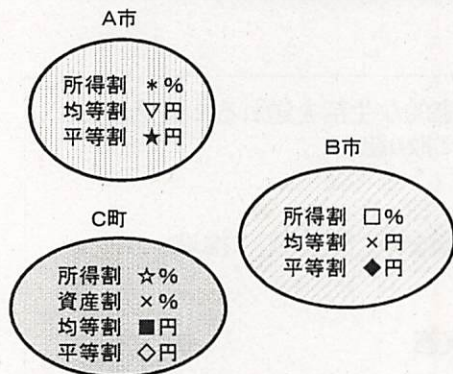 A市
所得割 *%
均等割 ▽円
平等割 ★円
B市
所得割 □%
均等割 ×円
平等割 ◆円
C町
所得割 ☆%
資産割 ×%
均等割 ■円
平等割 ◇円